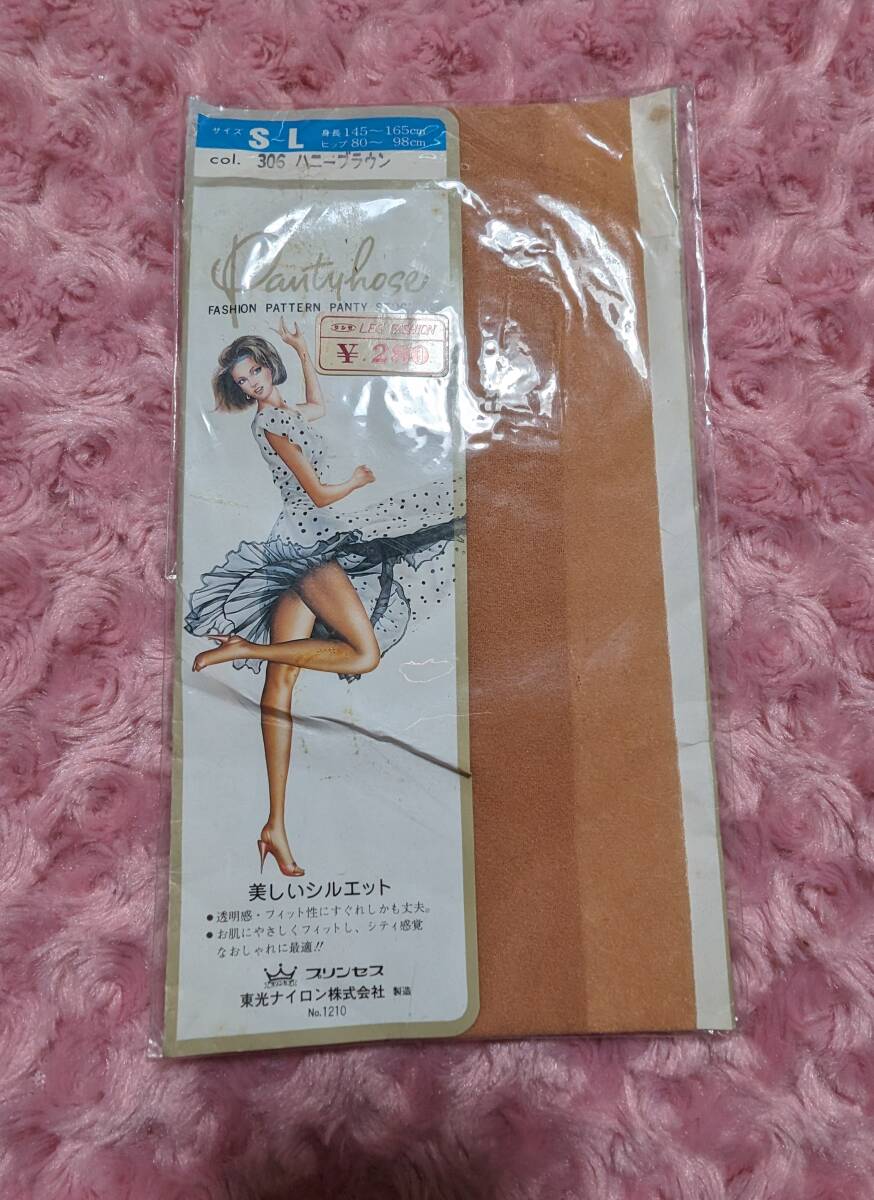 サイズ S~L 身長 145~165cm
ヒップ 80~ 98cm
col. 306 ハニーブラウン
Pantyhose
FASHION PATTERN PANTY
LEG FASHION
¥.280
美しいシルエット
●透明感・フィット性にすぐれしかも丈夫。
●お肌にやさしくフィットし、シティ感覚
なおしゃれに最適!!
プリンセス
東光ナイロン株式会社 製造
No.1210